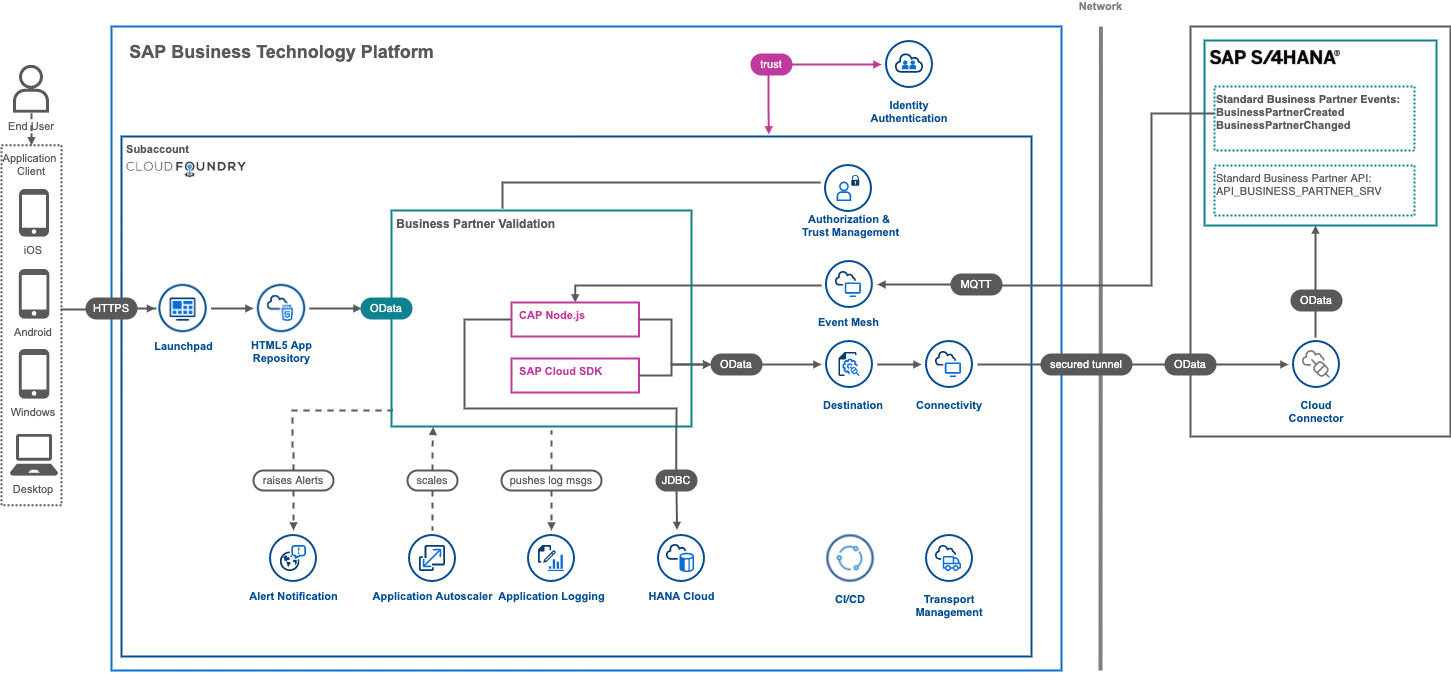 Network
SAP Business Technology Platform
trust
Identity
Authentication
SAP S/4HANA®
Standard Business Partner Events:
BusinessPartnerCreated
BusinessPartnerChanged
Standard Business Partner API:
API_BUSINESS_PARTNER_SRV
End User
Application
Client
iOS
Android
Windows
Desktop
HTTPS
Subaccount
CLOUD FOUNDRY
Launchpad
HTML5 App
Repository
OData
Business Partner Validation
CAP Node.js
SAP Cloud SDK
Authorization &
Trust Management
Event Mesh
MQTT
OData
Destination
Connectivity
secured tunnel
OData
OData
Cloud
Connector
raises Alerts
scales
pushes log msgs
JDBC
Alert Notification
Application Autoscaler
Application Logging
HANA Cloud
CI/CD
Transport
Management